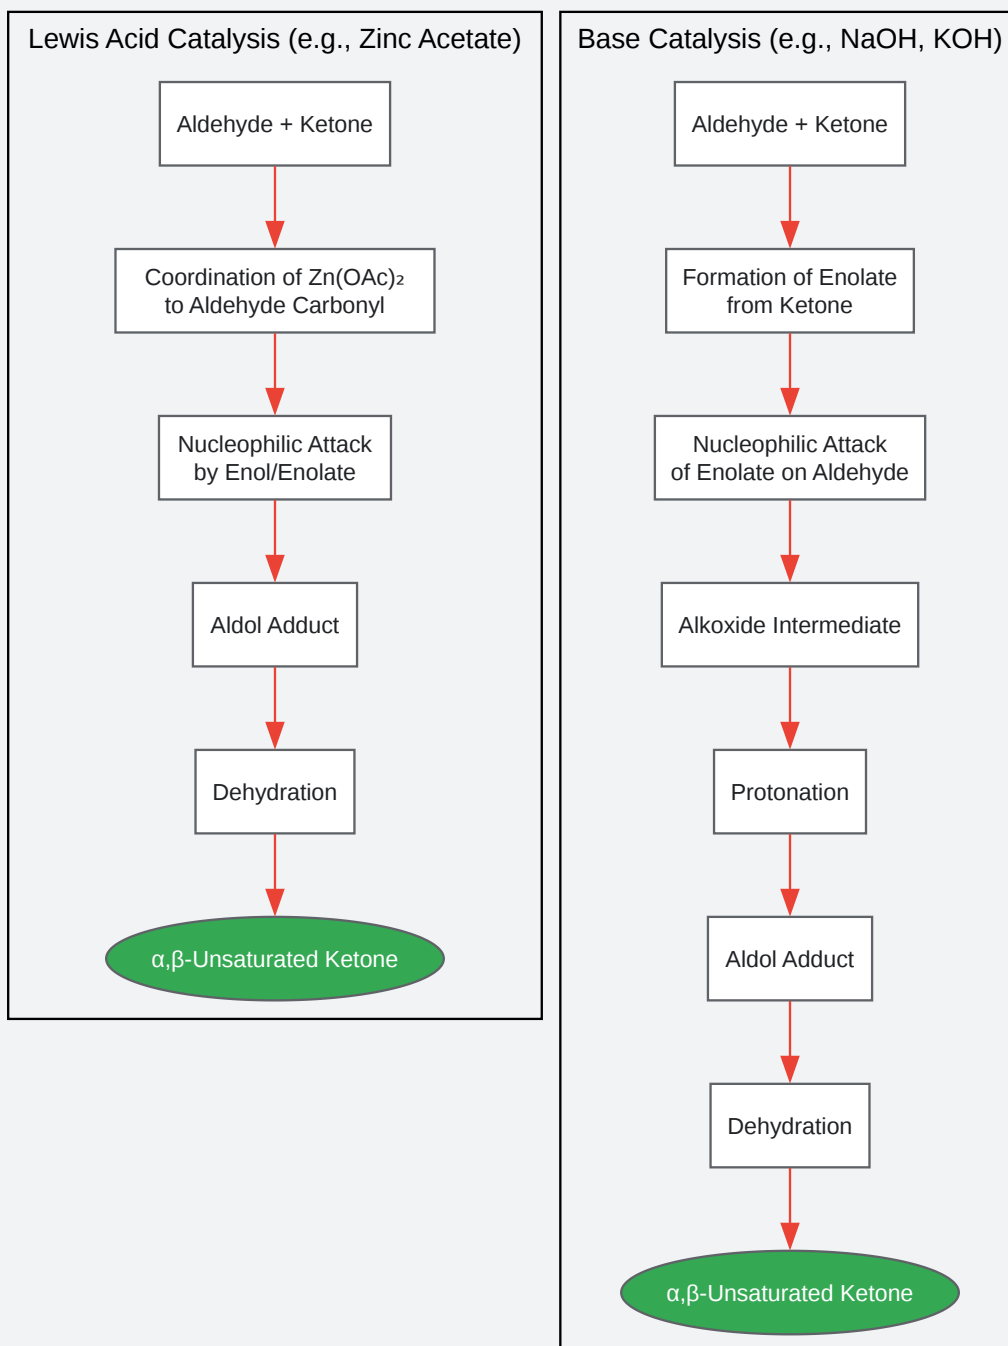 Lewis Acid Catalysis (e.g., Zinc Acetate)
Aldehyde + Ketone
Coordination of Zn(OAc)₂
to Aldehyde Carbonyl
Nucleophilic Attack
by Enol/Enolate
Aldol Adduct
Dehydration
α,β-Unsaturated Ketone
Base Catalysis (e.g., NaOH, KOH)
Aldehyde + Ketone
Formation of Enolate
from Ketone
Nucleophilic Attack
of Enolate on Aldehyde
Alkoxide Intermediate
Protonation
Aldol Adduct
Dehydration
α,β-Unsaturated Ketone